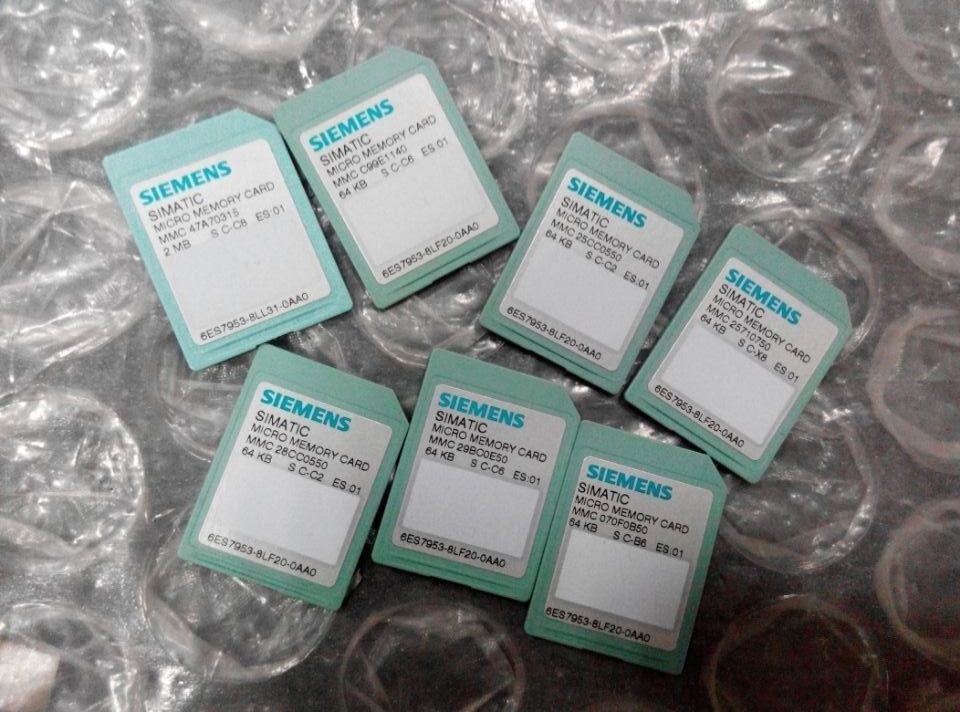 SIEMENS
SIMATIC
MICRO MEMORY CARD
MMC 47A70315
2 MB S C-C8 ES:01
6ES7953-8LL31-0AA0
SIEMENS
SIMATIC
MICRO MEMORY CARD
MMC C99E1140
64 KB S C-C6 ES:01
6ES7953-8LF20-0AA0
SIEMENS
SIMATIC
MICRO MEMORY CARD
MMC 25CC0550
64 KB S C-C2 ES:01
6ES7953-8LF20-0AA0
SIEMENS
SIMATIC
MICRO MEMORY CARD
MMC 25710750
64 KB S C-X8 ES:01
6ES7953-8LF20-0AA0
SIEMENS
SIMATIC
MICRO MEMORY CARD
MMC 28CC0550
64 KB S C-C2 ES:01
6ES7953-8LF20-0AA0
SIEMENS
SIMATIC
MICRO MEMORY CARD
MMC 29BC0E50
64 KB S C-C6 ES:01
6ES7953-8LF20-0AA0
SIEMENS
SIMATIC
MICRO MEMORY CARD
MMC 070F0B50
64 KB S C-B6 ES:01
6ES7953-8LF20-0AA0